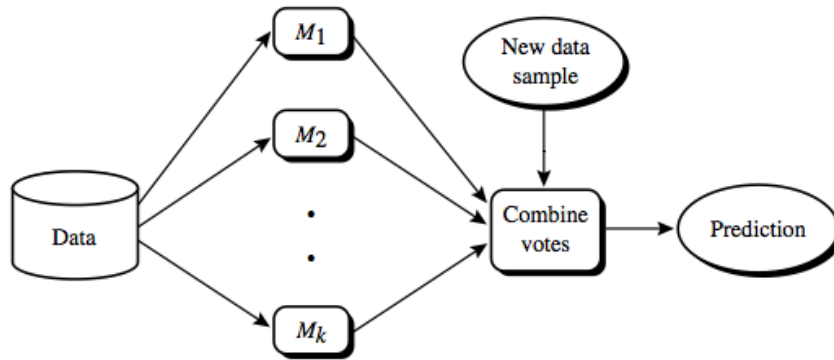 M1
New data
sample
M2
Data
Combine
votes
Prediction
Mk